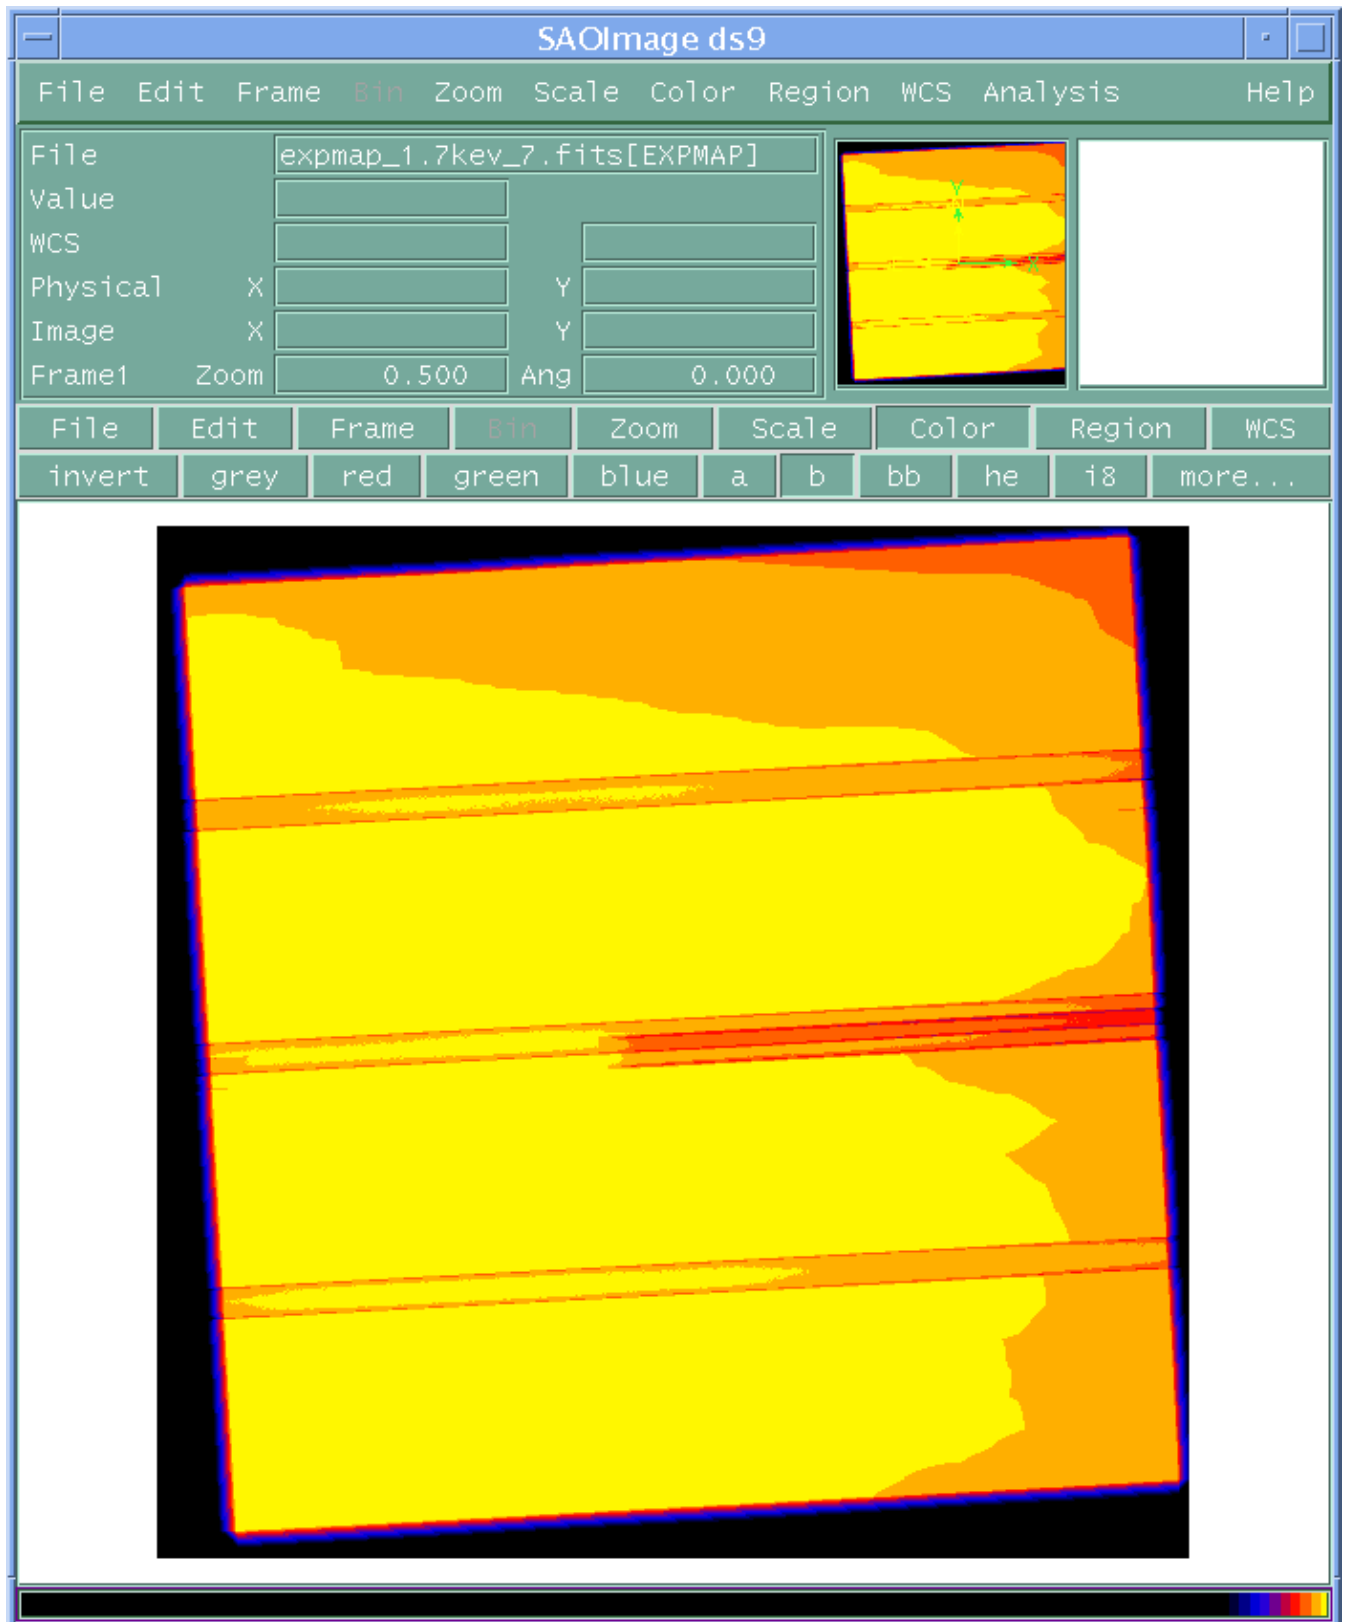 SAOImage ds9
File Edit Frame Bin Zoom Scale Color Region WCS Analysis Help
File expmap_1.7kev_7.fits[EXPMAP]
Value
WCS
Physical X Y
Image X Y
Frame1 Zoom 0.500 Ang 0.000
Y
X
File Edit Frame Bin Zoom Scale Color Region WCS
invert grey red green blue a b bb he i8 more...